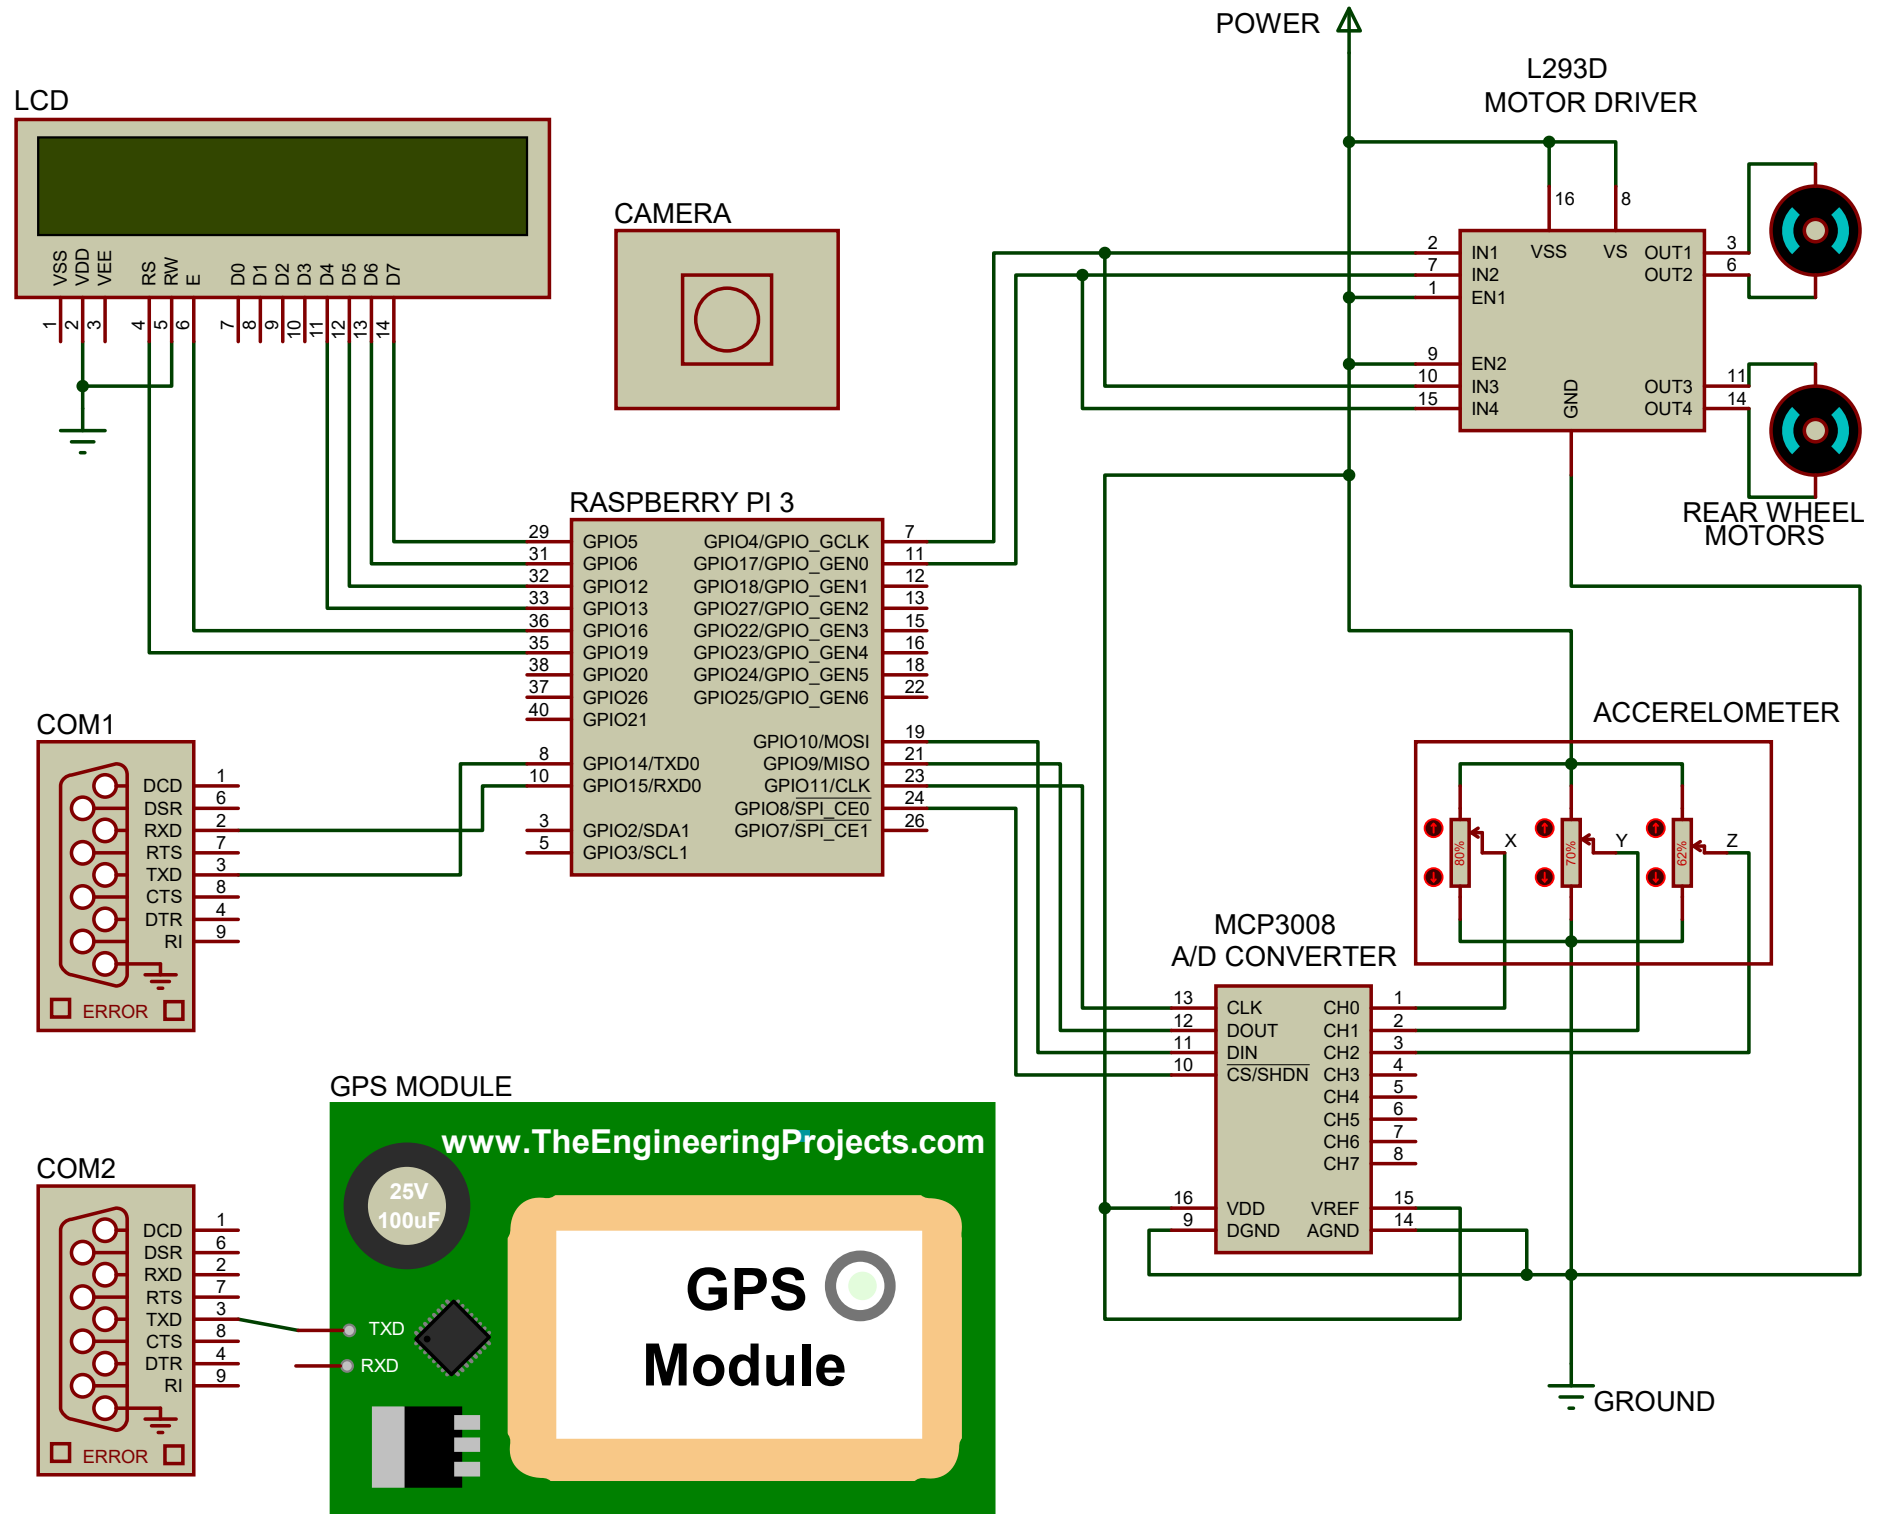 POWER
L293D
MOTOR DRIVER
LCD
VSS
VDD
VEE
RS
RW
E
D0
D1
D2
D3
D4
D5
D6
D7
1
2
3
4
5
6
7
8
9
10
11
12
13
14
CAMERA
16
8
2 IN1 VSS VS OUT1 3
7 IN2 OUT2 6
1 EN1
9 EN2
10 IN3 GND OUT3 11
15 IN4 OUT4 14
REAR WHEEL
MOTORS
RASPBERRY PI 3
29 GPIO5 GPIO4/GPIO_GCLK 7
31 GPIO6 GPIO17/GPIO_GEN0 11
32 GPIO12 GPIO18/GPIO_GEN1 12
33 GPIO13 GPIO27/GPIO_GEN2 13
36 GPIO16 GPIO22/GPIO_GEN3 15
35 GPIO19 GPIO23/GPIO_GEN4 16
38 GPIO20 GPIO24/GPIO_GEN5 18
37 GPIO26 GPIO25/GPIO_GEN6 22
40 GPIO21
GPIO10/MOSI 19
8 GPIO14/TXD0 GPIO9/MISO 21
10 GPIO15/RXD0 GPIO11/CLK 23
GPIO8/SPI_CE0 24
3 GPIO2/SDA1 GPIO7/SPI_CE1 26
5 GPIO3/SCL1
COM1
DCD 1
DSR 6
RXD 2
RTS 7
TXD 3
CTS 8
DTR 4
RI 9
ERROR
ACCERELOMETER
80% X
70% Y
62% Z
MCP3008
A/D CONVERTER
13 CLK CH0 1
12 DOUT CH1 2
11 DIN CH2 3
10 CS/SHDN CH3 4
CH4 5
CH5 6
CH6 7
CH7 8
16 VDD VREF 15
9 DGND AGND 14
GROUND
GPS MODULE
www.TheEngineeringProjects.com
25V
100uF
GPS
Module
TXD
RXD
COM2
DCD 1
DSR 6
RXD 2
RTS 7
TXD 3
CTS 8
DTR 4
RI 9
ERROR